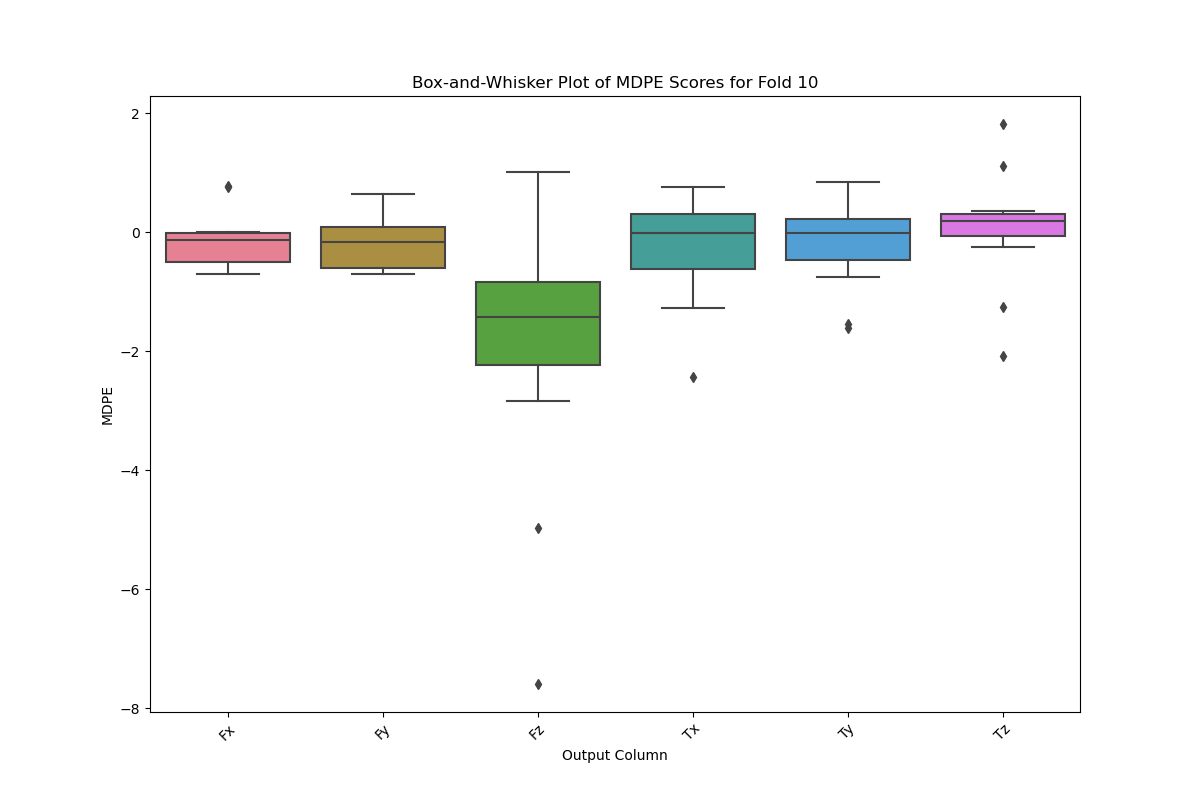 Box-and-Whisker Plot of MDPE Scores for Fold 10
2
0
−2
−4
−6
−8
MDPE
Fx
Fy
Fz
Tx
Ty
Tz
Output Column